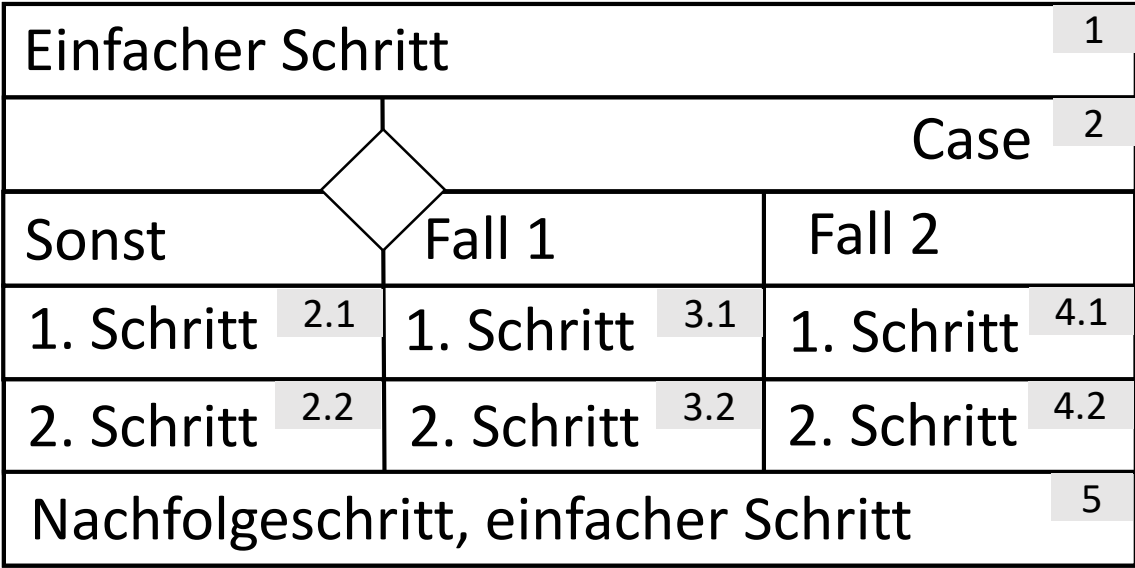 Einfacher Schritt 1
Case 2
Sonst Fall 1 Fall 2
1. Schritt 2.1 1. Schritt 3.1 1. Schritt 4.1
2. Schritt 2.2 2. Schritt 3.2 2. Schritt 4.2
Nachfolgeschritt, einfacher Schritt 5